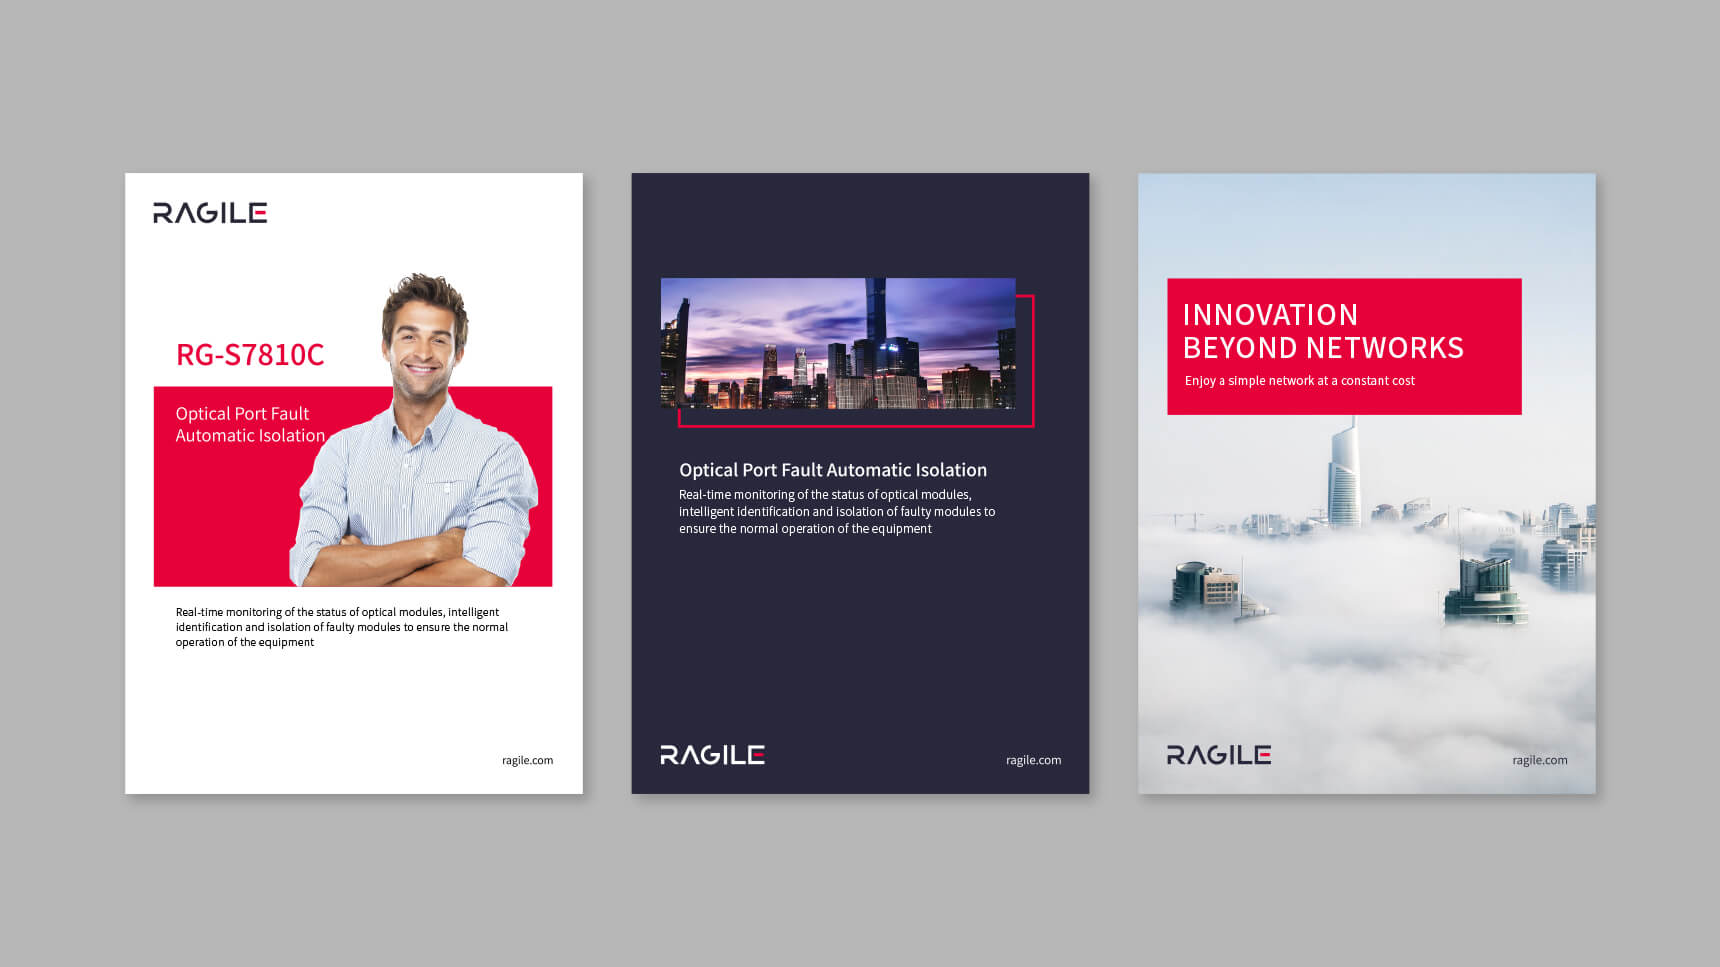 RAGILE
RG-S7810C
Optical Port Fault
Automatic Isolation
Real-time monitoring of the status of optical modules, intelligent
identification and isolation of faulty modules to ensure the normal
operation of the equipment
ragile.com
Optical Port Fault Automatic Isolation
Real-time monitoring of the status of optical modules,
intelligent identification and isolation of faulty modules to
ensure the normal operation of the equipment
RAGILE
ragile.com
INNOVATION
BEYOND NETWORKS
Enjoy a simple network at a constant cost
RAGILE
ragile.com